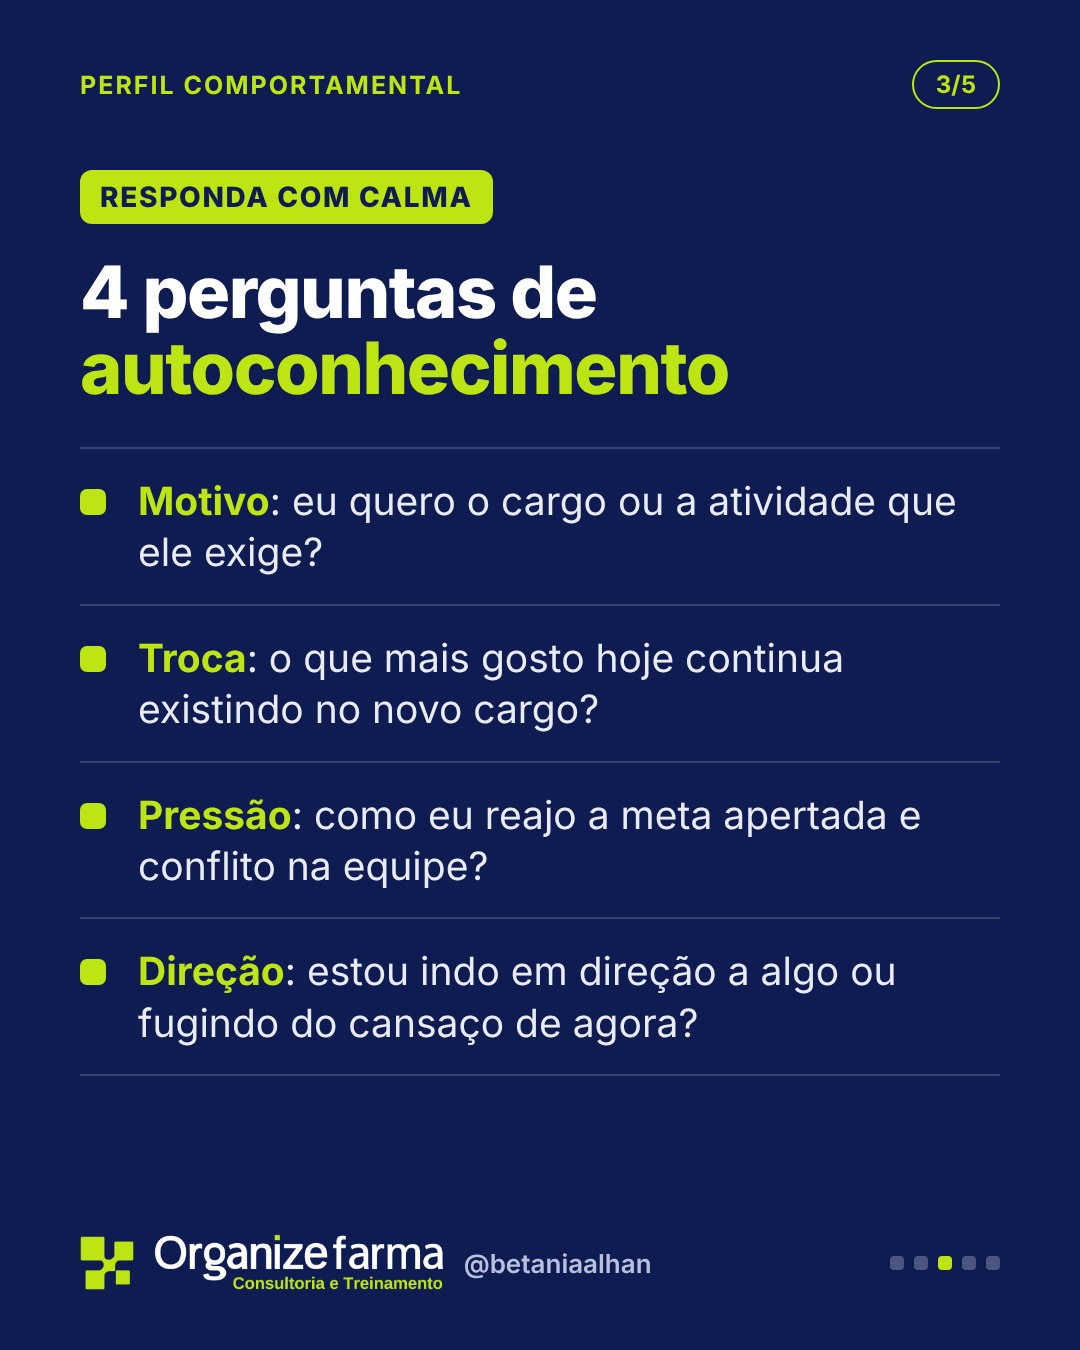 PERFIL COMPORTAMENTAL
3/5
RESPONDA COM CALMA
4 perguntas de
autoconhecimento
Motivo: eu quero o cargo ou a atividade que
ele exige?
Troca: o que mais gosto hoje continua
existindo no novo cargo?
Pressão: como eu reajo a meta apertada e
conflito na equipe?
Direção: estou indo em direção a algo ou
fugindo do cansaço de agora?
Organizefarma
Consultoria e Treinamento
@betaniaalhan